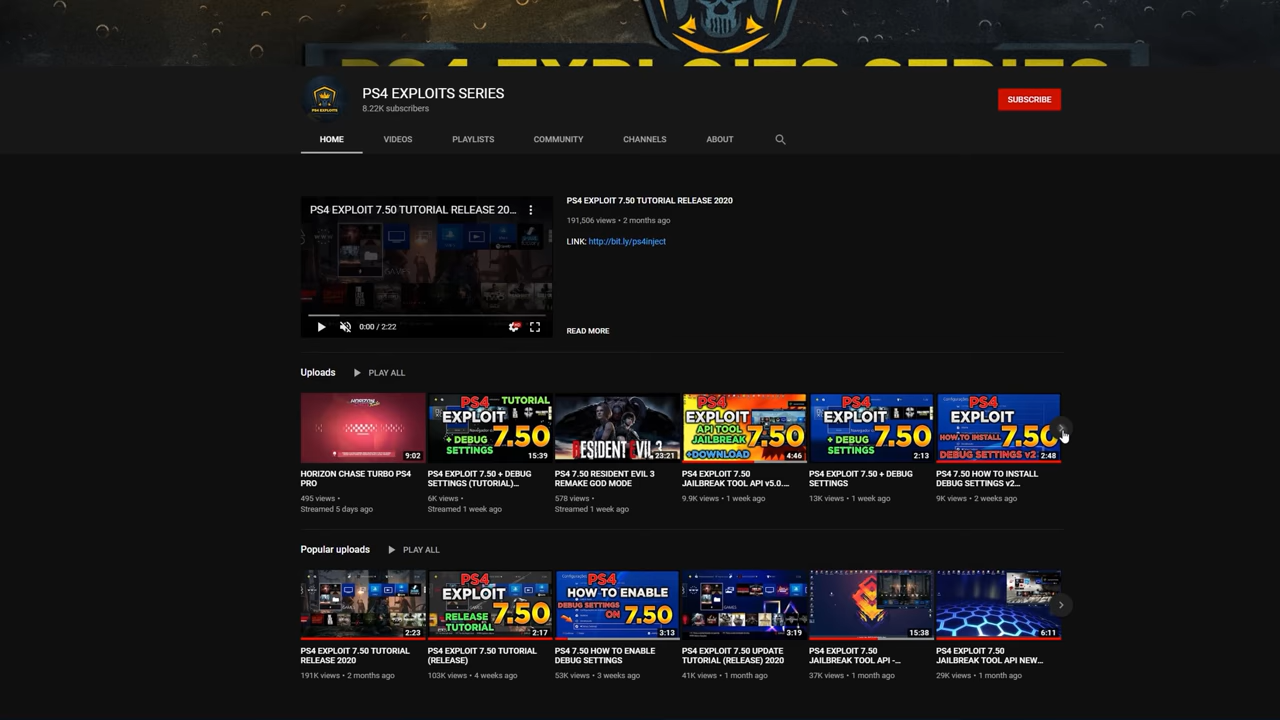 PS4 EXPLOITS SERIES
PS4 EXPLOITS
PS4 EXPLOITS SERIES
8.22K subscribers
SUBSCRIBE
HOME VIDEOS PLAYLISTS COMMUNITY CHANNELS ABOUT
PS4 EXPLOIT 7.50 TUTORIAL RELEASE 20...
0:00 / 2:22
PS4 EXPLOIT 7.50 TUTORIAL RELEASE 2020
191,506 views • 2 months ago
LINK: http://bit.ly/ps4inject
READ MORE
Uploads PLAY ALL
HORIZON
9:02
PS4 TUTORIAL
EXPLOIT
7.50
+ DEBUG
SETTINGS
15:39
RESIDENT EVIL 3
23:21
PS4
EXPLOIT
API TOOL
JAILBREAK 7.50
+DOWNLOAD
4:46
PS4
EXPLOIT
7.50
+ DEBUG
SETTINGS
2:13
Configurações
PS4
EXPLOIT
HOW TO INSTALL 7.50
DEBUG SETTINGS v2
2:48
HORIZON CHASE TURBO PS4
PRO
495 views •
Streamed 5 days ago
PS4 EXPLOIT 7.50 + DEBUG
SETTINGS (TUTORIAL)...
6K views •
Streamed 1 week ago
PS4 7.50 RESIDENT EVIL 3
REMAKE GOD MODE
578 views •
Streamed 1 week ago
PS4 EXPLOIT 7.50
JAILBREAK TOOL API v5.0....
9.9K views • 1 week ago
PS4 EXPLOIT 7.50 + DEBUG
SETTINGS
13K views • 1 week ago
PS4 7.50 HOW TO INSTALL
DEBUG SETTINGS v2...
9K views • 2 weeks ago
Popular uploads PLAY ALL
2:23
PS4
EXPLOIT
7.50
RELEASE
TUTORIAL
2:17
PS4
HOW TO ENABLE
DEBUG SETTINGS
ON 7.50
3:13
3:19
15:38
6:11
PS4 EXPLOIT 7.50 TUTORIAL
RELEASE 2020
191K views • 2 months ago
PS4 EXPLOIT 7.50 TUTORIAL
(RELEASE)
103K views • 4 weeks ago
PS4 7.50 HOW TO ENABLE
DEBUG SETTINGS
53K views • 3 weeks ago
PS4 EXPLOIT 7.50 UPDATE
TUTORIAL (RELEASE) 2020
41K views • 1 month ago
PS4 EXPLOIT 7.50
JAILBREAK TOOL API -...
37K views • 1 month ago
PS4 EXPLOIT 7.50
JAILBREAK TOOL API NEW...
29K views • 1 month ago